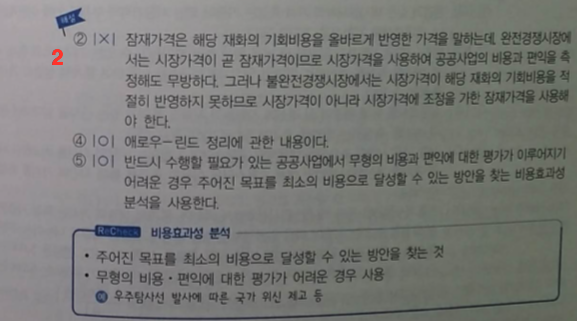 해설
2
② |×| 잠재가격은 해당 재화의 기회비용을 올바르게 반영한 가격을 말하는데, 완전경쟁시장에
서는 시장가격이 곧 잠재가격이므로 시장가격을 사용하여 공공사업의 비용과 편익을 측
정해도 무방하다. 그러나 불완전경쟁시장에서는 시장가격이 해당 재화의 기회비용을 적
절히 반영하지 못하므로 시장가격이 아니라 시장가격에 조정을 가한 잠재가격을 사용해
야 한다.
④ |○| 애로우-린드 정리에 관한 내용이다.
⑤ |○| 반드시 수행할 필요가 있는 공공사업에서 무형의 비용과 편익에 대한 평가가 이루어지기
어려운 경우 주어진 목표를 최소의 비용으로 달성할 수 있는 방안을 찾는 비용효과성
분석을 사용한다.
ReCheck 비용효과성 분석
• 주어진 목표를 최소의 비용으로 달성할 수 있는 방안을 찾는 것
• 무형의 비용·편익에 대한 평가가 어려운 경우 사용
예 우주탐사선 발사에 따른 국가 위신 제고 등